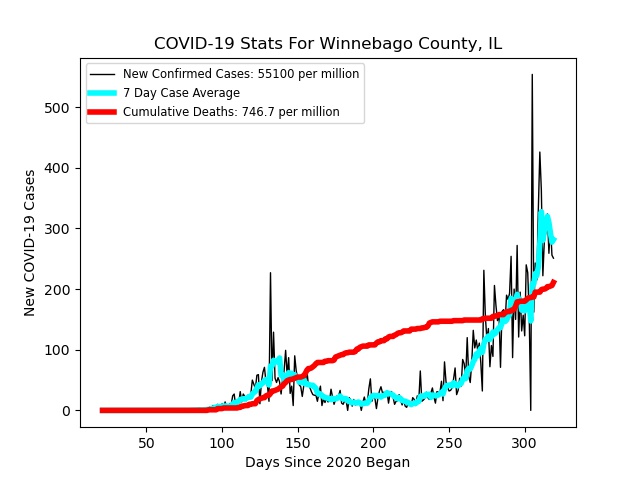 COVID-19 Stats For Winnebago County, IL
New Confirmed Cases: 55100 per million
7 Day Case Average
Cumulative Deaths: 746.7 per million
New COVID-19 Cases
500
400
300
200
100
0
50
100
150
200
250
300
Days Since 2020 Began